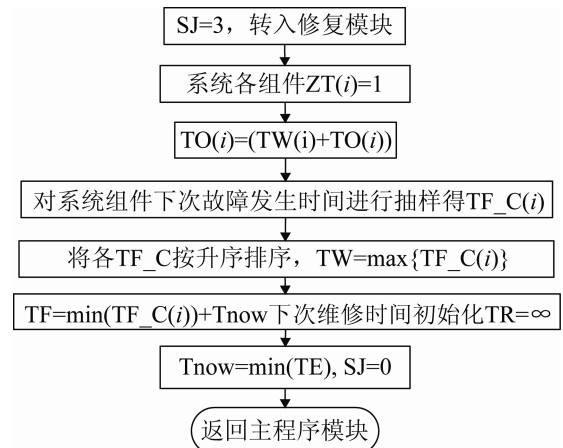 SJ=3，转入修复模块
系统各组件ZT(i)=1
TO(i)=(TW(i)+TO(i))
对系统组件下次故障发生时间进行抽样得TF_C(i)
将各TF_C按升序排序，TW=max{TF_C(i)}
TF=min(TF_C(i))+Tnow下次维修时间初始化TR=∞
Tnow=min(TE), SJ=0
返回主程序模块